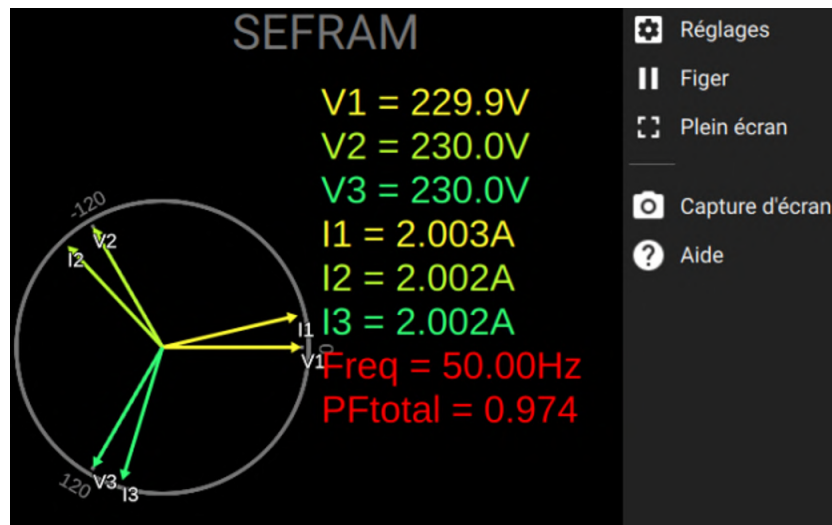 SEFRAM
V1 = 229.9V
V2 = 230.0V
V3 = 230.0V
I1 = 2.003A
I2 = 2.002A
I3 = 2.002A
Freq = 50.00Hz
PFtotal = 0.974
-120
V2
I2
I1
0
V1
V3
I3
120
Réglages
Figer
Plein écran
Capture d'écran
Aide